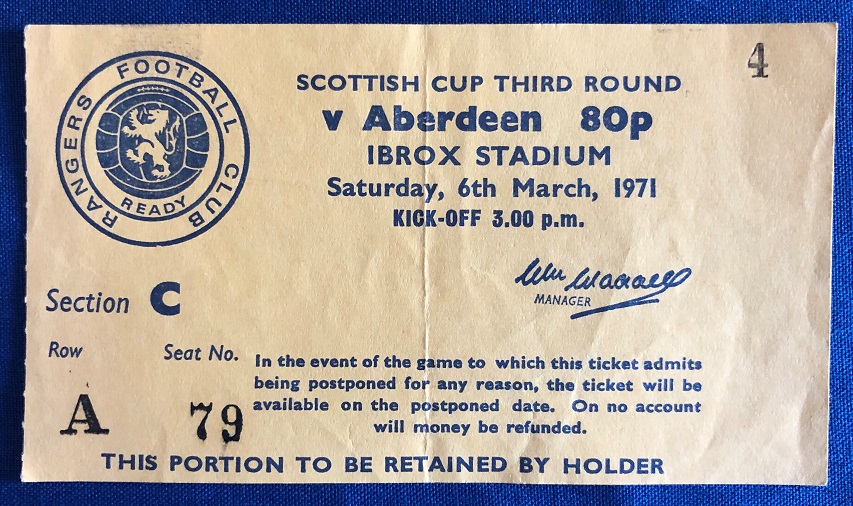 4
RANGERS FOOTBALL CLUB
READY
SCOTTISH CUP THIRD ROUND
v Aberdeen 80p
IBROX STADIUM
Saturday, 6th March, 1971
KICK-OFF 3.00 p.m.
Wm Waddell
MANAGER
Section C
Row Seat No.
A 79
In the event of the game to which this ticket admits
being postponed for any reason, the ticket will be
available on the postponed date. On no account
will money be refunded.
THIS PORTION TO BE RETAINED BY HOLDER